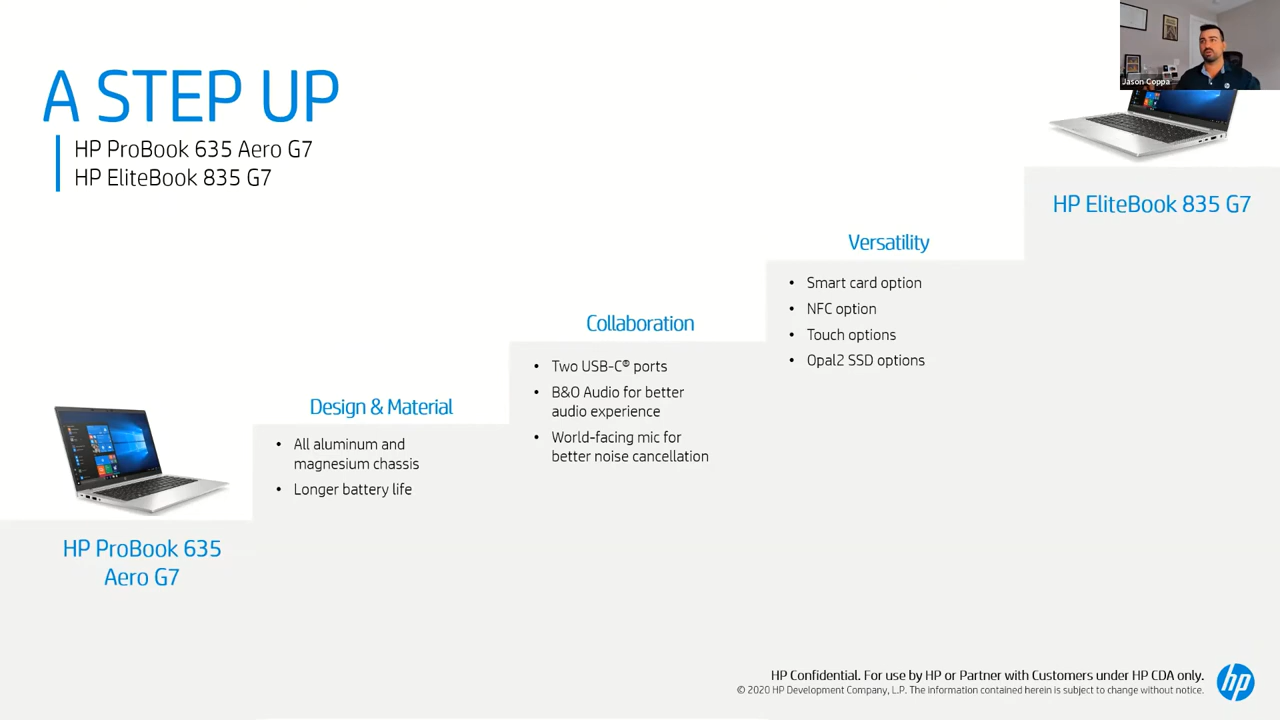 A STEP UP
HP ProBook 635 Aero G7
HP EliteBook 835 G7
Jason Coppa
HP EliteBook 835 G7
Versatility
• Smart card option
• NFC option
• Touch options
• Opal2 SSD options
Collaboration
• Two USB-C® ports
• B&O Audio for better
audio experience
• World-facing mic for
better noise cancellation
Design & Material
• All aluminum and
magnesium chassis
• Longer battery life
HP ProBook 635
Aero G7
HP Confidential. For use by HP or Partner with Customers under HP CDA only.
© 2020 HP Development Company, L.P. The information contained herein is subject to change without notice.
hp